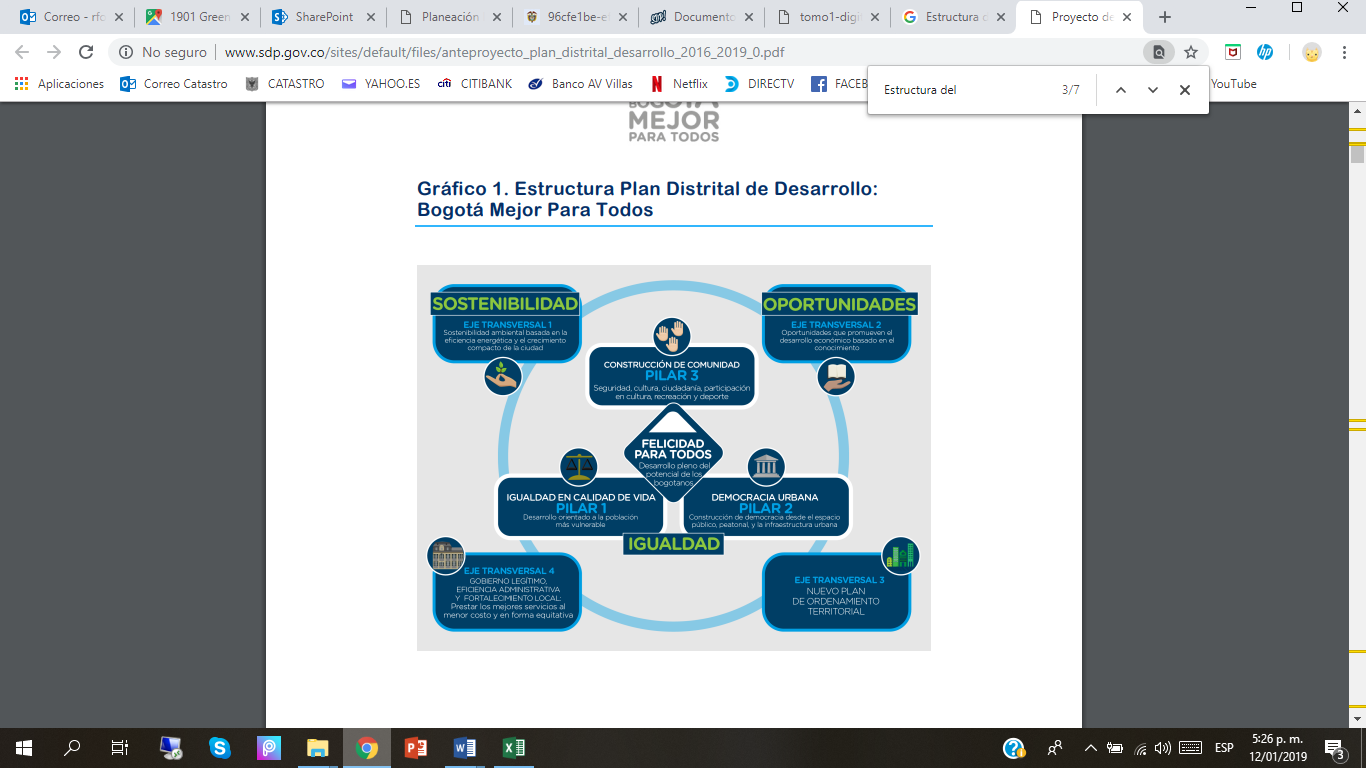 Correo - rfo
1901 Green
SharePoint
Planeación
96cfe1be-e
Documento
tomo1-digi
Estructura d
Proyecto de
No seguro
www.sdp.gov.co/sites/default/files/anteproyecto_plan_distrital_desarrollo_2016_2019_0.pdf
Aplicaciones
Correo Catastro
CATASTRO
YAHOO.ES
CITIBANK
Banco AV Villas
Netflix
DIRECTV
FACEB
YouTube
Estructura del
3/7
BOGOTÁ
MEJOR
PARA TODOS
Gráfico 1. Estructura Plan Distrital de Desarrollo:
Bogotá Mejor Para Todos
SOSTENIBILIDAD
EJE TRANSVERSAL 1
Sostenibilidad ambiental basada en la
eficiencia energética y el crecimiento
compacto de la ciudad
OPORTUNIDADES
EJE TRANSVERSAL 2
Oportunidades que promueven el
desarrollo económico basado en el
conocimiento
CONSTRUCCIÓN DE COMUNIDAD
PILAR 3
Seguridad, cultura, ciudadanía, participación
en cultura, recreación y deporte
FELICIDAD
PARA TODOS
Desarrollo pleno del
potencial de los
bogotanos
IGUALDAD EN CALIDAD DE VIDA
PILAR 1
Desarrollo orientado a la población
más vulnerable
DEMOCRACIA URBANA
PILAR 2
Construcción de democracia desde el espacio
público, peatonal, y la infraestructura urbana
IGUALDAD
EJE TRANSVERSAL 4
GOBIERNO LEGÍTIMO,
EFICIENCIA ADMINISTRATIVA
Y FORTALECIMIENTO LOCAL:
Prestar los mejores servicios al
menor costo y en forma equitativa
EJE TRANSVERSAL 3
NUEVO PLAN
DE ORDENAMIENTO
TERRITORIAL
ESP
5:26 p. m.
12/01/2019
3